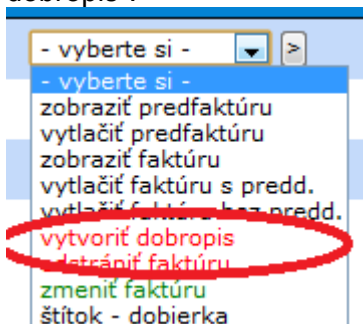 dobropis".
- vyberte si -
>
- vyberte si -
zobraziť predfaktúru
vytlačiť predfaktúru
zobraziť faktúru
vytlačiť faktúru s predd.
vytlačiť faktúru bez predd.
vytvoriť dobropis
odstrániť faktúru
zmeniť faktúru
štítok - dobierka